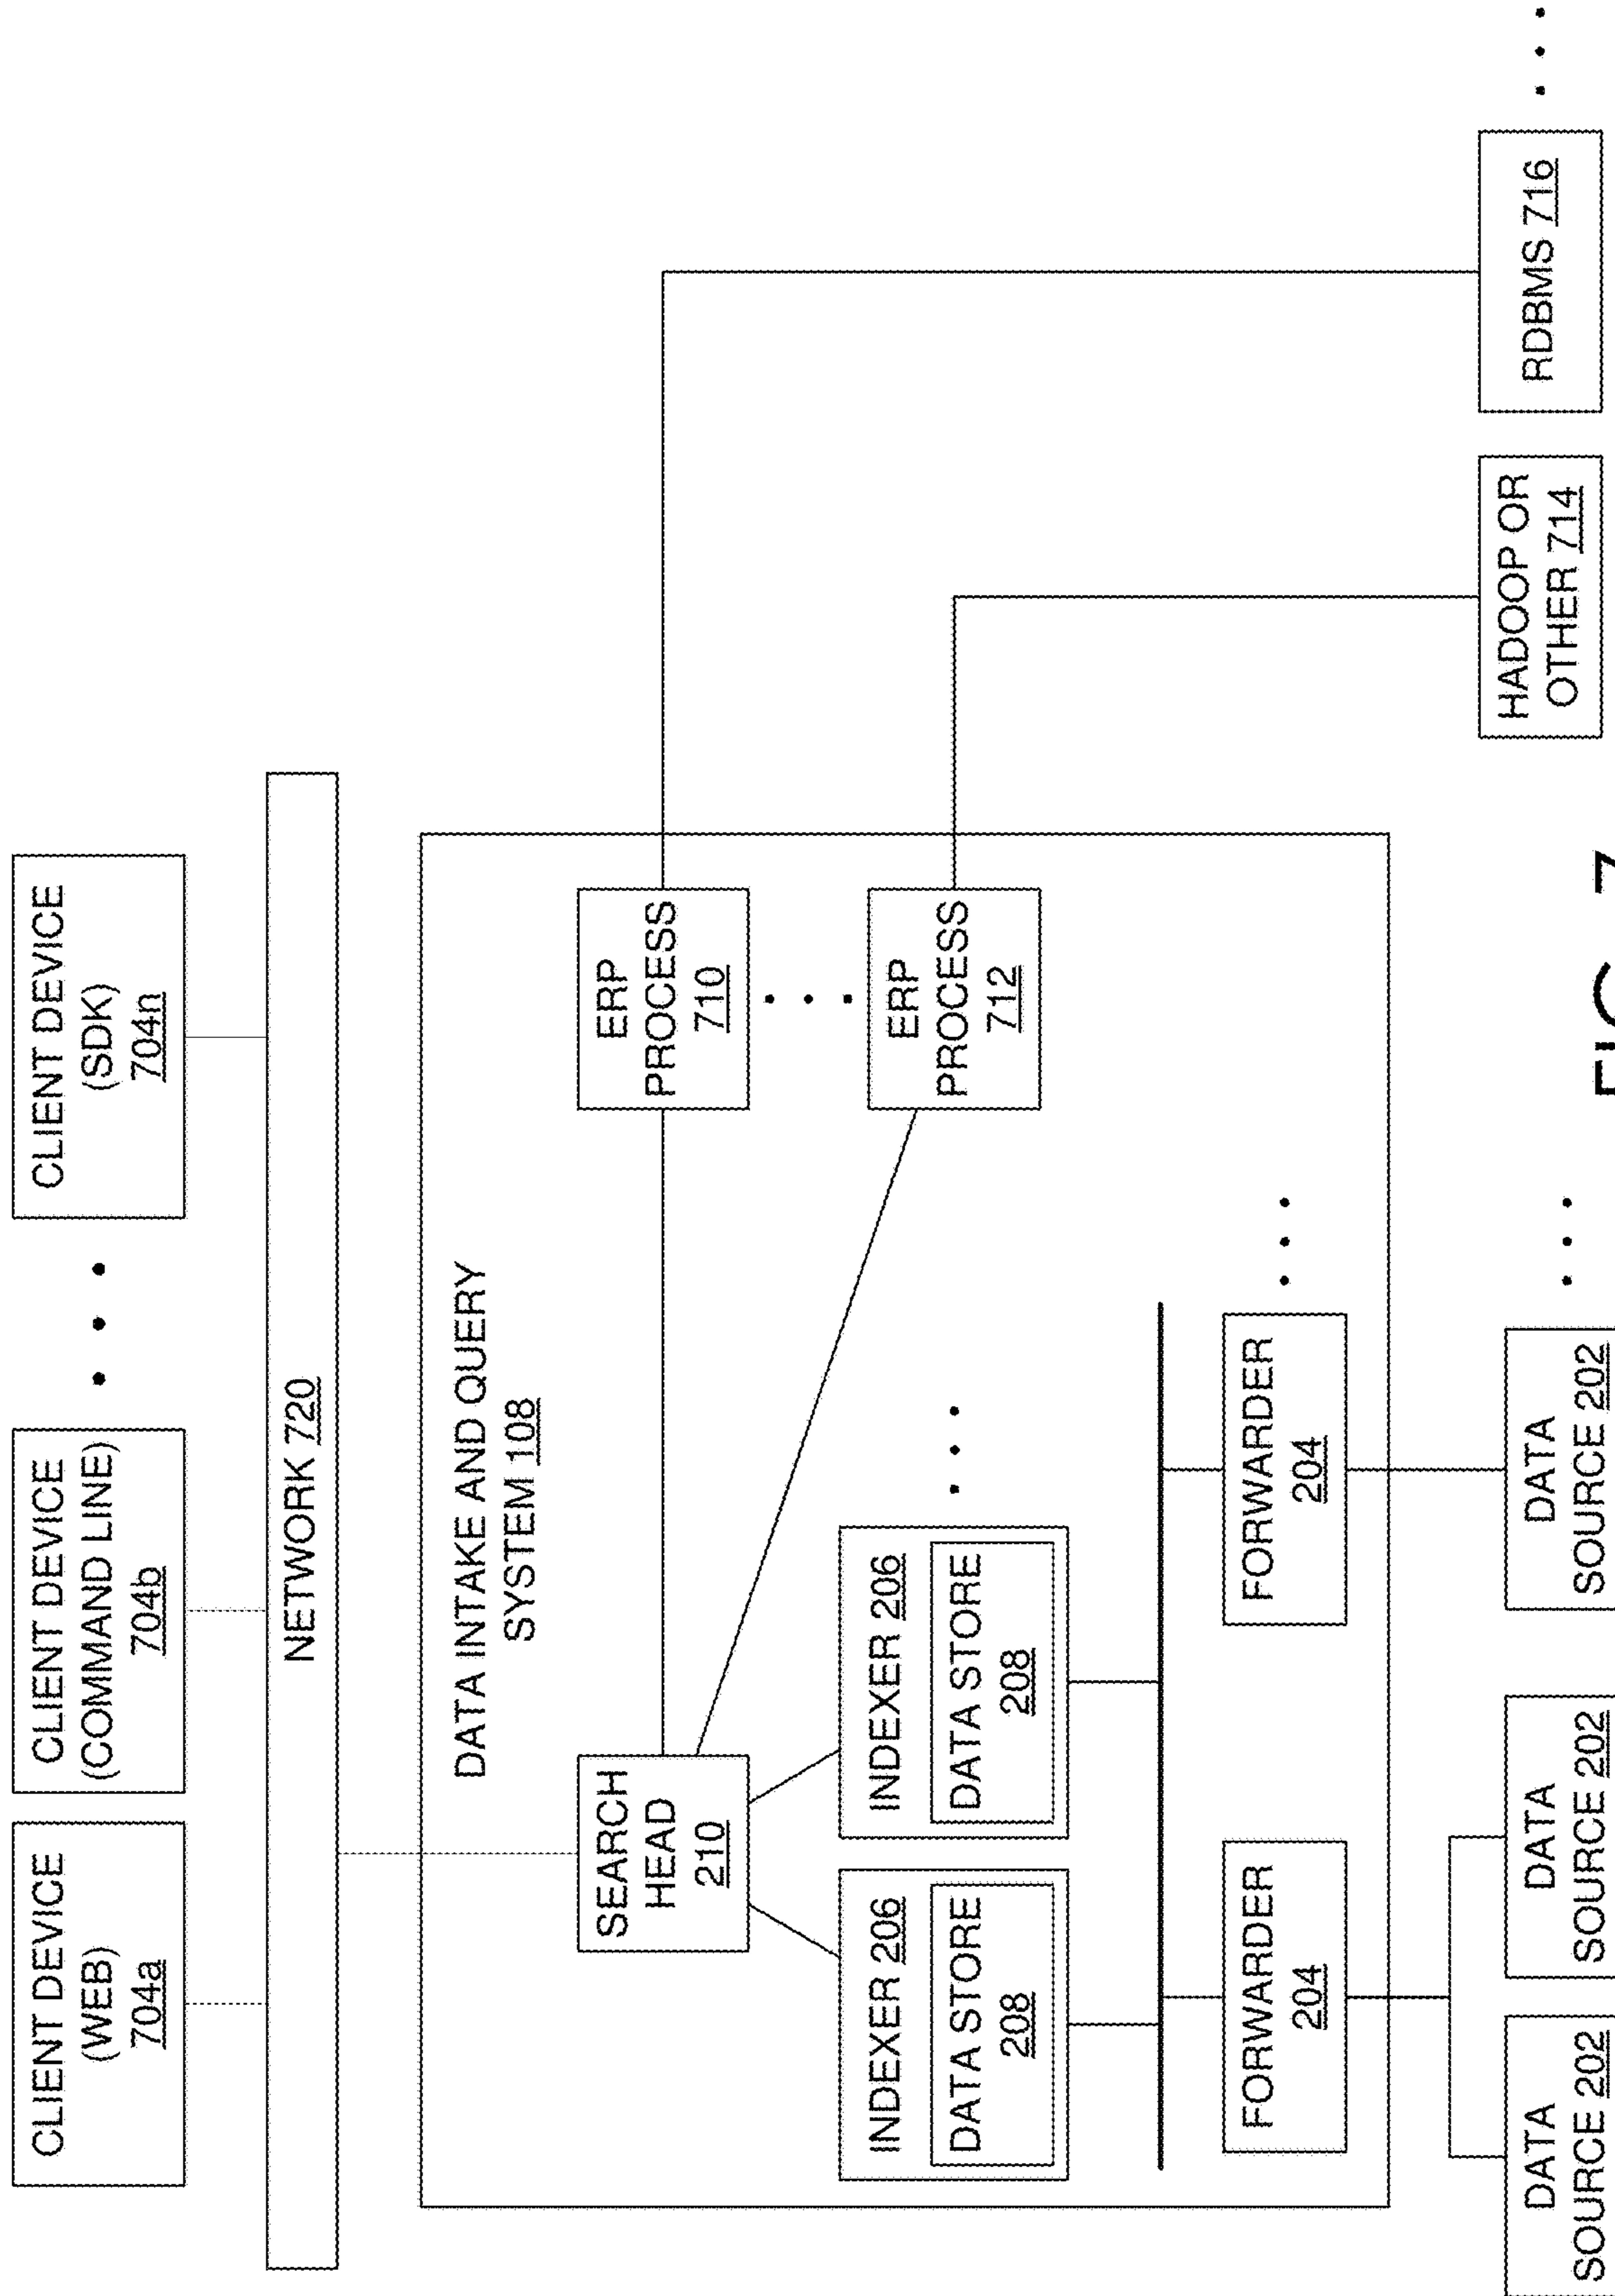 CLIENT DEVICE
(WEB)
704a
CLIENT DEVICE
(COMMAND LINE)
704b
CLIENT DEVICE
(SDK)
704n
NETWORK 720
DATA INTAKE AND QUERY
SYSTEM 108
SEARCH
HEAD
210
ERP
PROCESS
710
ERP
PROCESS
712
INDEXER 206
DATA STORE
208
INDEXER 206
DATA STORE
208
FORWARDER
204
FORWARDER
204
DATA
SOURCE 202
DATA
SOURCE 202
DATA
SOURCE 202
HADOOP OR
OTHER 714
RDBMS 716
FIG. 7